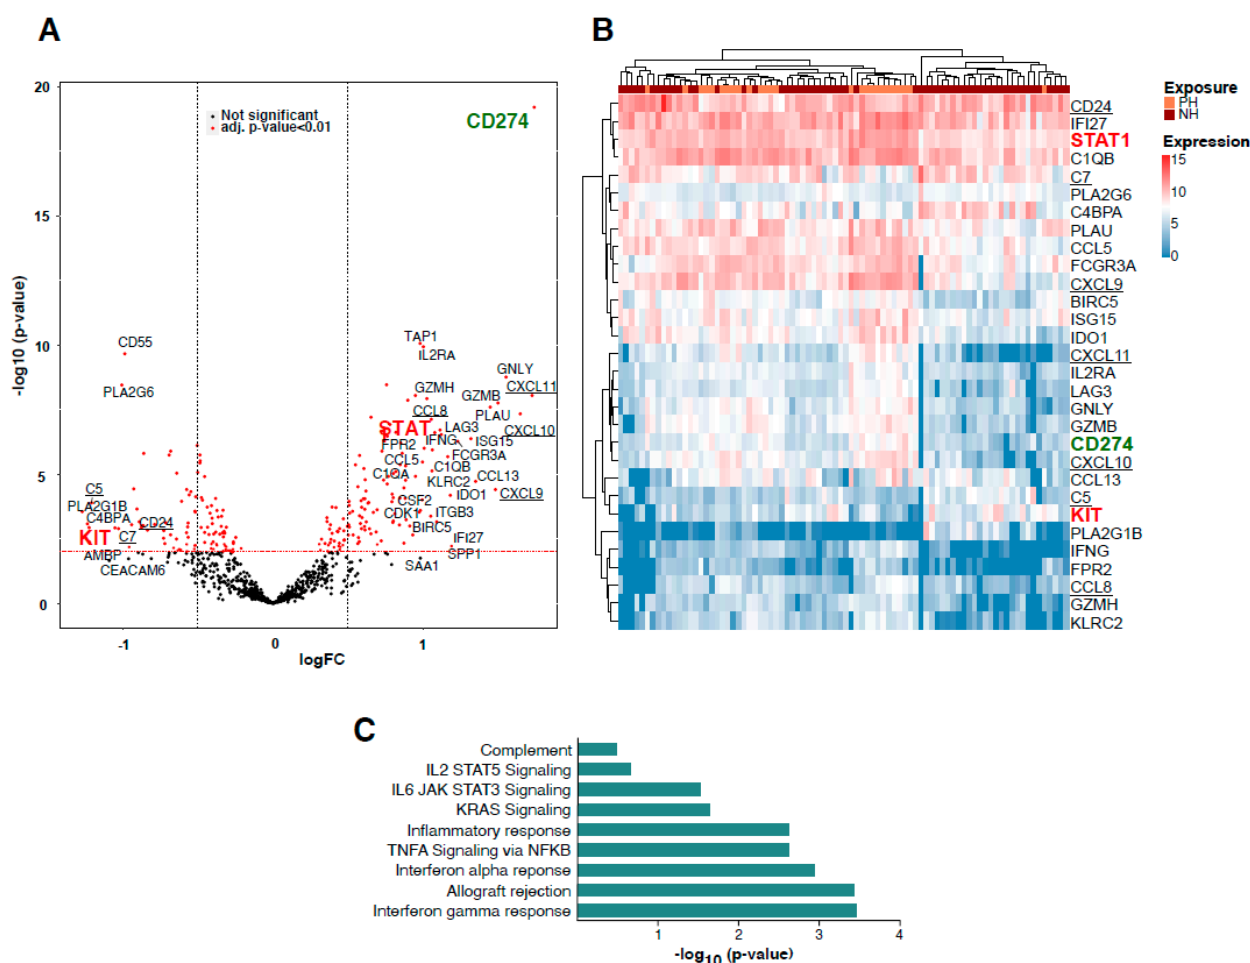 A
20
15
10
5
0
-log10 (p-value)
Not significant
adj. p-value<0.01
CD274
CD55
PLA2G6
TAP1
IL2RA
GNLY
GZMH
CXCL11
GZMB
CCL8
PLAU
STAT
LAG3
CXCL10
FPR2
IFNG
ISG15
CCL5
FCGR3A
C1QA
C1QB
KLRC2
CCL13
C5
CSF2
IDO1
CXCL9
PLA2G1B
C4BPA
CD24
CDK1
ITGB3
KIT
C7
BIRC5
IFI27
AMBP
SPP1
CEACAM6
SAA1
-1
0
1
logFC
B
CD24
IFI27
STAT1
C1QB
C7
PLA2G6
C4BPA
PLAU
CCL5
FCGR3A
CXCL9
BIRC5
ISG15
IDO1
CXCL11
IL2RA
LAG3
GNLY
GZMB
CD274
CXCL10
CCL13
C5
KIT
PLA2G1B
IFNG
FPR2
CCL8
GZMH
KLRC2
Exposure
PH
NH
Expression
15
10
5
0
C
Complement
IL2 STAT5 Signaling
IL6 JAK STAT3 Signaling
KRAS Signaling
Inflammatory response
TNFA Signaling via NFKB
Interferon alpha reponse
Allograft rejection
Interferon gamma response
1 2 3 4
-log10 (p-value)